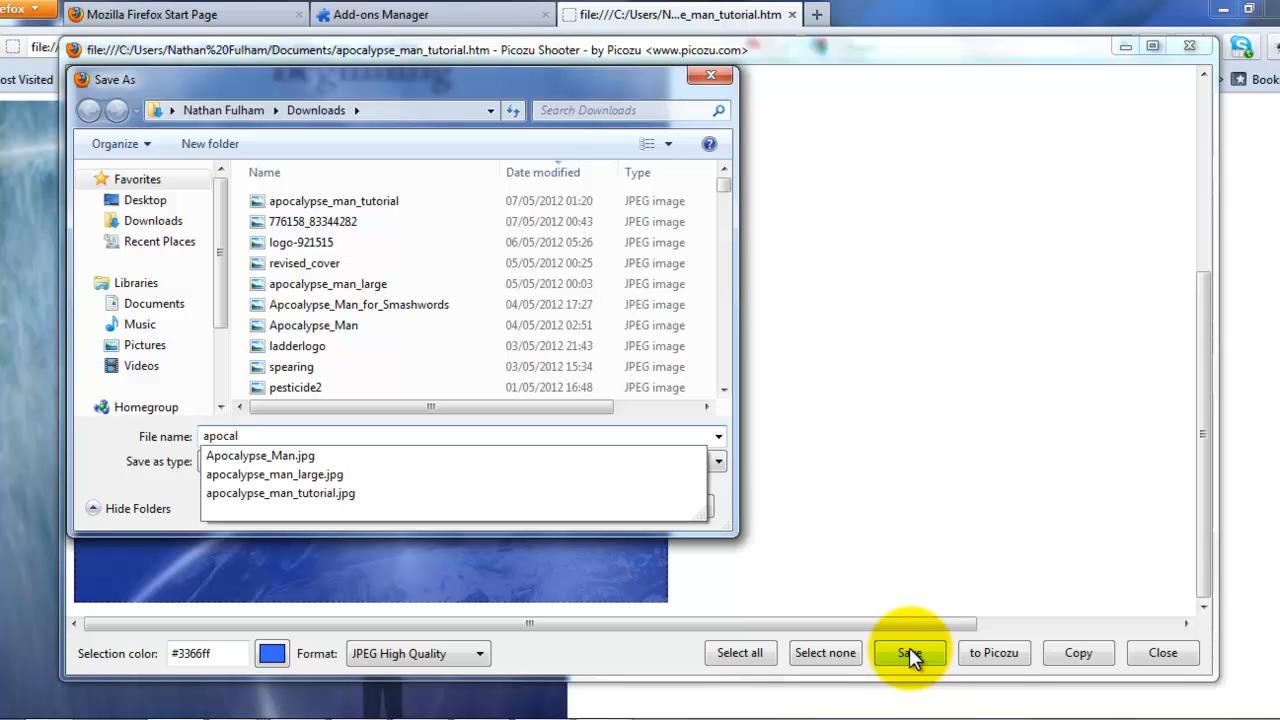 irefox
Mozilla Firefox Start Page
Add-ons Manager
file:///C:/Users/N...e_man_tutorial.htm
file:/
file:///C:/Users/Nathan%20Fulham/Documents/apocalypse_man_tutorial.htm - Picozu Shooter - by Picozu <www.picozu.com>
ost Visited
Book
Save As
Nathan Fulham
Downloads
Search Downloads
Organize
New folder
Name
Date modified
Type
Favorites
Desktop
Downloads
Recent Places
Libraries
Documents
Music
Pictures
Videos
Homegroup
apocalypse_man_tutorial 07/05/2012 01:20 JPEG image
776158_83344282 07/05/2012 00:43 JPEG image
logo-921515 06/05/2012 05:26 JPEG image
revised_cover 05/05/2012 00:25 JPEG image
apocalypse_man_large 05/05/2012 00:03 JPEG image
Apcoalypse_Man_for_Smashwords 04/05/2012 17:27 JPEG image
Apocalypse_Man 04/05/2012 02:51 JPEG image
ladderlogo 03/05/2012 21:43 JPEG image
spearing 03/05/2012 15:34 JPEG image
pesticide2 01/05/2012 16:48 JPEG image
File name: apocal
Save as type:
Apocalypse_Man.jpg
apocalypse_man_large.jpg
apocalypse_man_tutorial.jpg
Hide Folders
Selection color: #3366ff
Format: JPEG High Quality
Select all
Select none
Save
to Picozu
Copy
Close